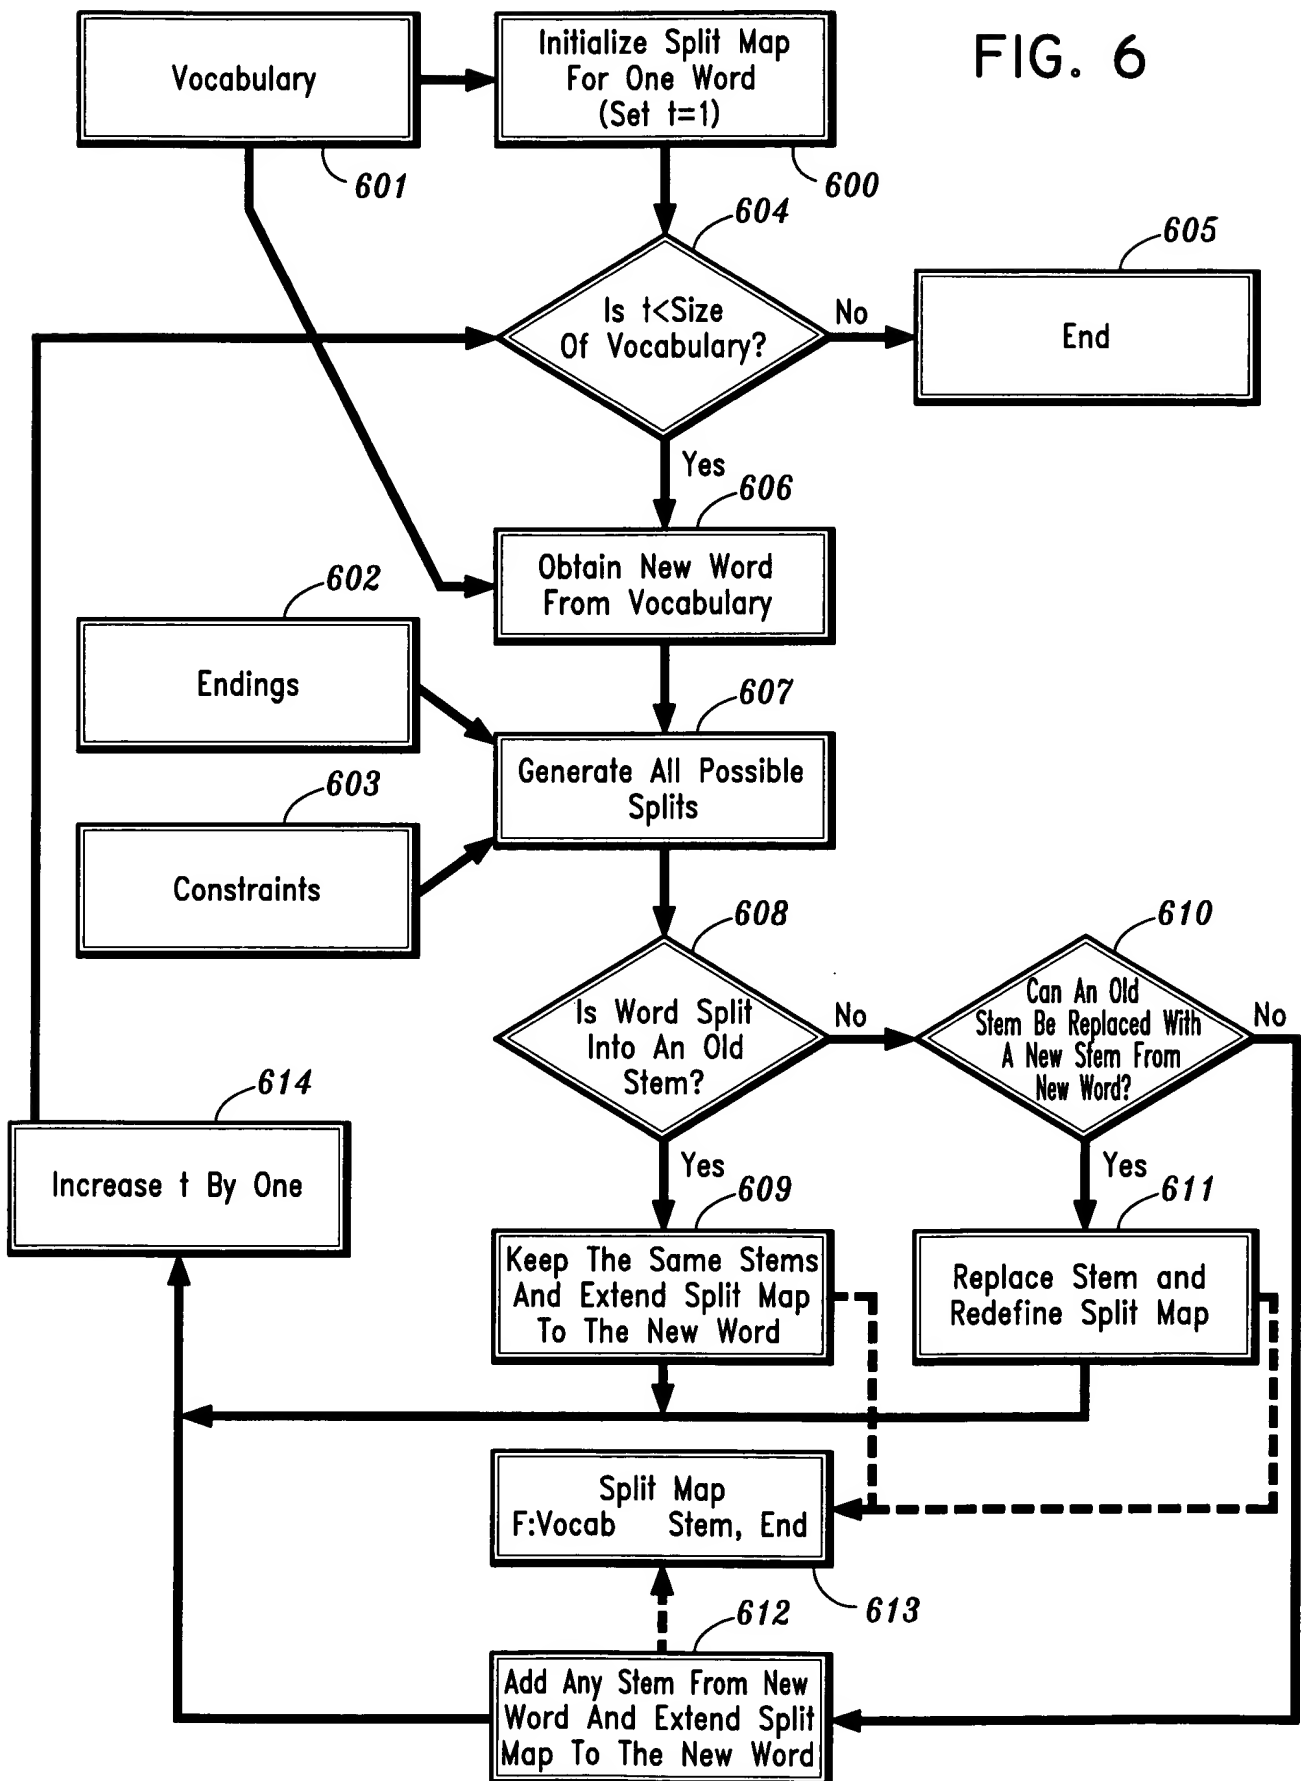 FIG. 6
Vocabulary
601
Initialize Split Map
For One Word
(Set t=1)
600
604
Is t<Size
Of Vocabulary?
No
605
End
Yes
606
Obtain New Word
From Vocabulary
602
Endings
607
Generate All Possible
Splits
603
Constraints
608
Is Word Split
Into An Old
Stem?
No
610
Can An Old
Stem Be Replaced With
A New Stem From
New Word?
No
614
Increase t By One
Yes
609
Keep The Same Stems
And Extend Split Map
To The New Word
Yes
611
Replace Stem and
Redefine Split Map
Split Map
F:Vocab Stem, End
613
612
Add Any Stem From New
Word And Extend Split
Map To The New Word